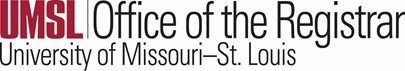 UMSL Office of the Registrar
University of Missouri–St. Louis